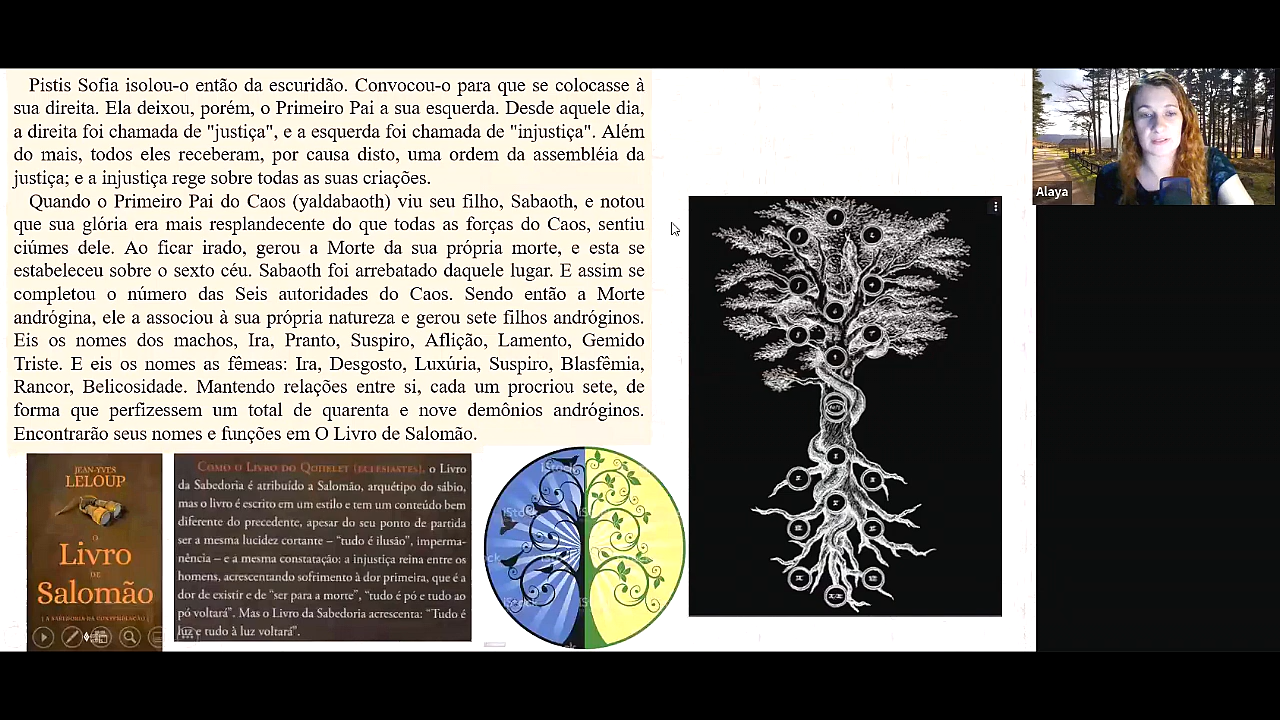 Pistis Sofia isolou-o então da escuridão. Convocou-o para que se colocasse à
sua direita. Ela deixou, porém, o Primeiro Pai a sua esquerda. Desde aquele dia,
a direita foi chamada de "justiça", e a esquerda foi chamada de "injustiça". Além
do mais, todos eles receberam, por causa disto, uma ordem da assembléia da
justiça; e a injustiça rege sobre todas as suas criações.
Quando o Primeiro Pai do Caos (yaldabaoth) viu seu filho, Sabaoth, e notou
que sua glória era mais resplandecente do que todas as forças do Caos, sentiu
ciúmes dele. Ao ficar irado, gerou a Morte da sua própria morte, e esta se
estabeleceu sobre o sexto céu. Sabaoth foi arrebatado daquele lugar. E assim se
completou o número das Seis autoridades do Caos. Sendo então a Morte
andrógina, ele a associou à sua própria natureza e gerou sete filhos andróginos.
Eis os nomes dos machos, Ira, Pranto, Suspiro, Aflição, Lamento, Gemido
Triste. E eis os nomes as fêmeas: Ira, Desgosto, Luxúria, Suspiro, Blasfêmia,
Rancor, Belicosidade. Mantendo relações entre si, cada um procriou sete, de
forma que perfizessem um total de quarenta e nove demônios andróginos.
Encontrarão seus nomes e funções em O Livro de Salomão.
JEAN-YVES
LELOUP
O
Livro
DE
Salomão
[A SABEDORIA DA CONTEMPLAÇÃO]
Como o Livro do Qohelet [Eclesiastes], o Livro
da Sabedoria é atribuído a Salomão, arquétipo do sábio,
mas o livro é escrito em um estilo e tem um conteúdo bem
diferente do precedente, apesar do seu ponto de partida
ser a mesma lucidez cortante – "tudo é ilusão", imperma-
nência – e a mesma constatação: a injustiça reina entre os
homens, acrescentando sofrimento à dor primeira, que é a
dor de existir e de "ser para a morte", "tudo é pó e tudo ao
pó voltará". Mas o Livro da Sabedoria acrescenta: "Tudo é
luz e tudo à luz voltará".
iStock
Alaya